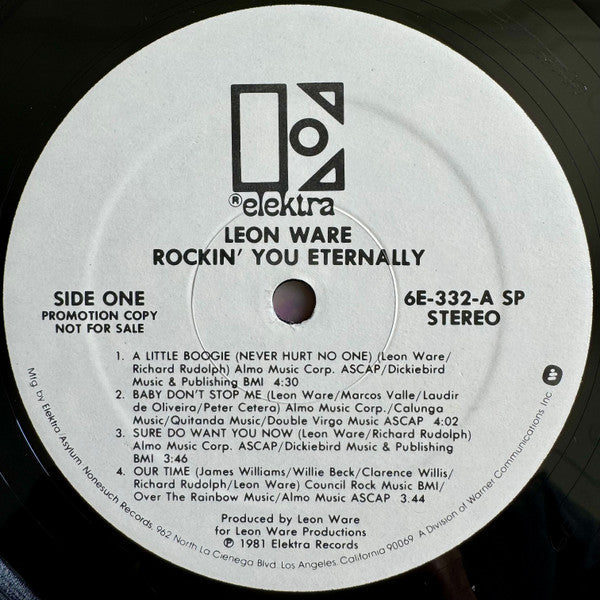 ® elektra
LEON WARE
ROCKIN' YOU ETERNALLY
SIDE ONE
PROMOTION COPY
NOT FOR SALE
6E-332-A SP
STEREO
1. A LITTLE BOOGIE (NEVER HURT NO ONE) (Leon Ware/
Richard Rudolph) Almo Music Corp. ASCAP/Dickiebird
Music & Publishing BMI 4:30
2. BABY DON'T STOP ME (Leon Ware/Marcos Valle/Laudir
de Oliveira/Peter Cetera) Almo Music Corp./Calunga
Music/Quitanda Music/Double Virgo Music ASCAP 4:02
3. SURE DO WANT YOU NOW (Leon Ware/Richard Rudolph)
Almo Music Corp. ASCAP/Dickiebird Music & Publishing
BMI 3:46
4. OUR TIME (James Williams/Willie Beck/Clarence Willis/
Richard Rudolph/Leon Ware) Council Rock Music BMI/
Over The Rainbow Music/Almo Music ASCAP 3:44
Produced by Leon Ware
for Leon Ware Productions
℗ 1981 Elektra Records
Mfg by Elektra/Asylum/Nonesuch Records, 962 North La Cienega Blvd. Los Angeles, California 90069. A Division of Warner Communications Inc.